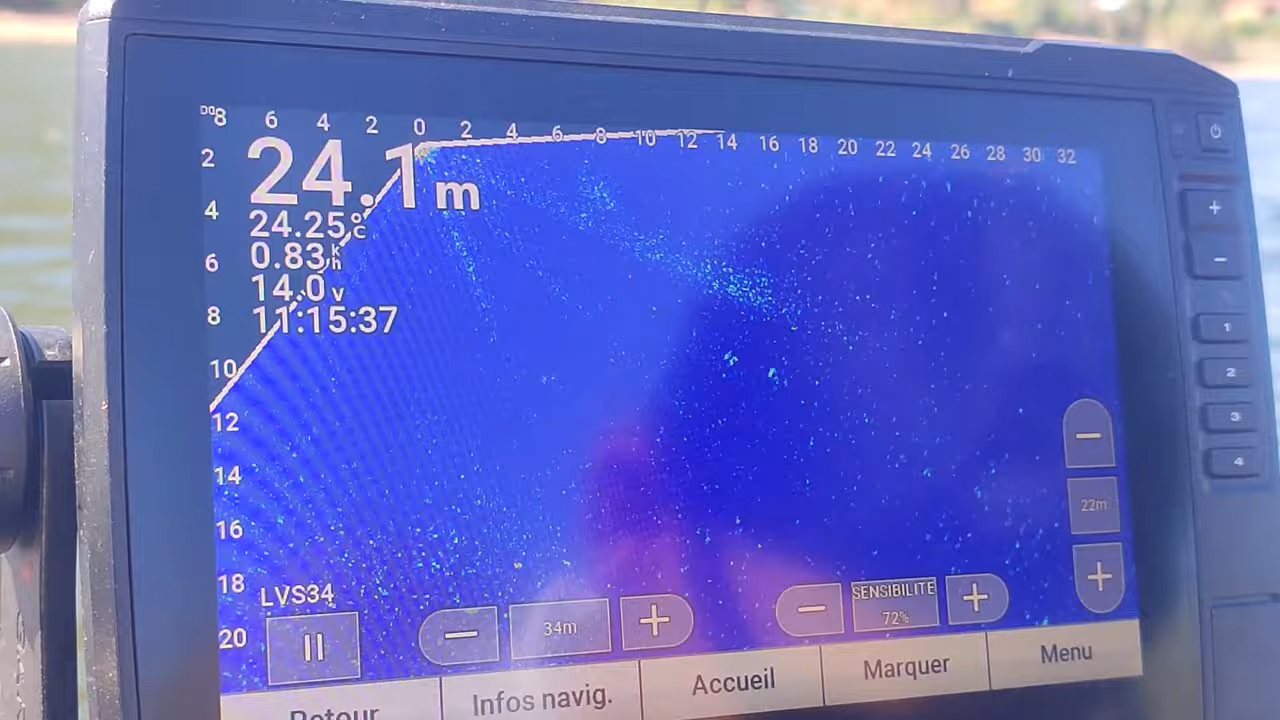 8 6 4 2 0 2 4 6 8 10 12 14 16 18 20 22 24 26 28 30 32
2
24.1 m
4
24.25°C
6
0.83 k/h
14.0 v
8
11:15:37
10
12
14
16
18
20
LVS34
34m
SENSIBILITE
72%
22m
Retour
Infos navig.
Accueil
Marquer
Menu
+
−
1
2
3
4